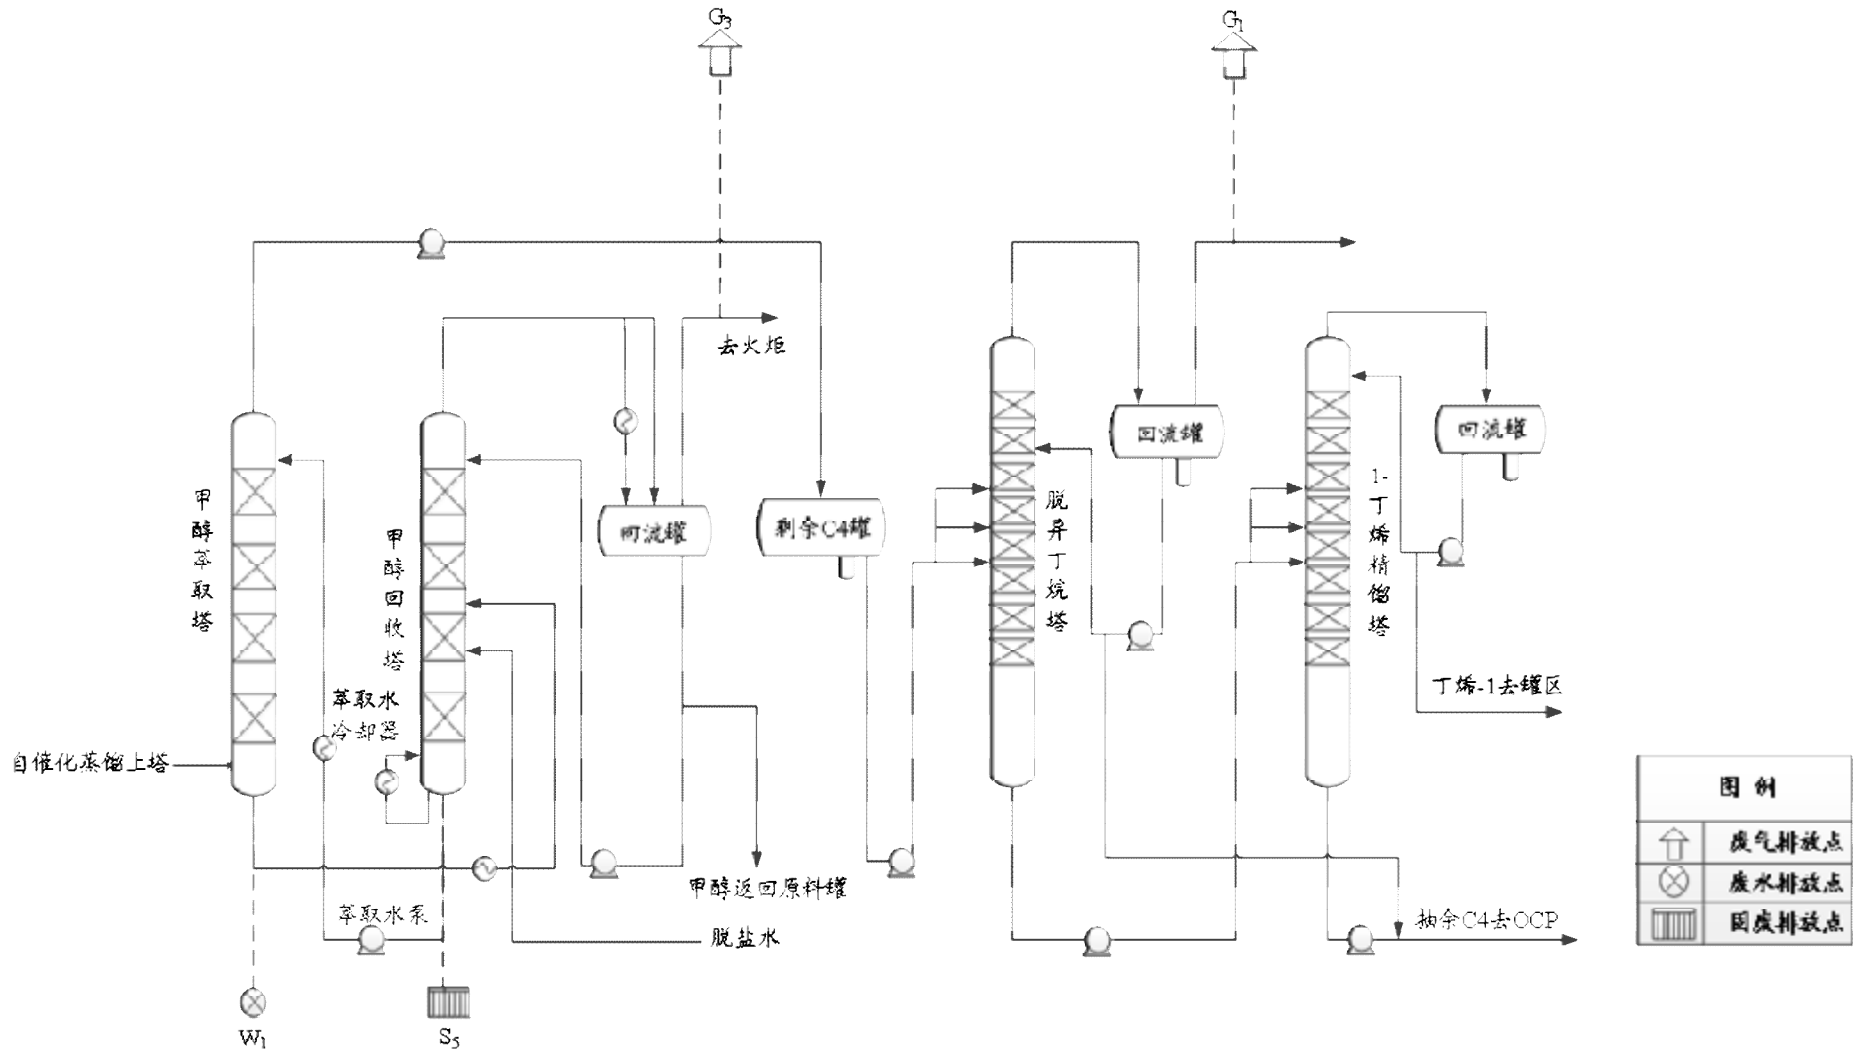 G3
G1
去火炬
回流罐
回流罐
回流罐
剩余C4罐
甲醇萃取塔
甲醇回收塔
脱异丁烷塔
1-丁烯精馏塔
萃取水
冷却器
丁烯-1去罐区
自催化蒸馏上塔
甲醇返回原料罐
萃取水泵
脱盐水
抽余C4去OCP
W1
S5
图例
废气排放点
废水排放点
固废排放点